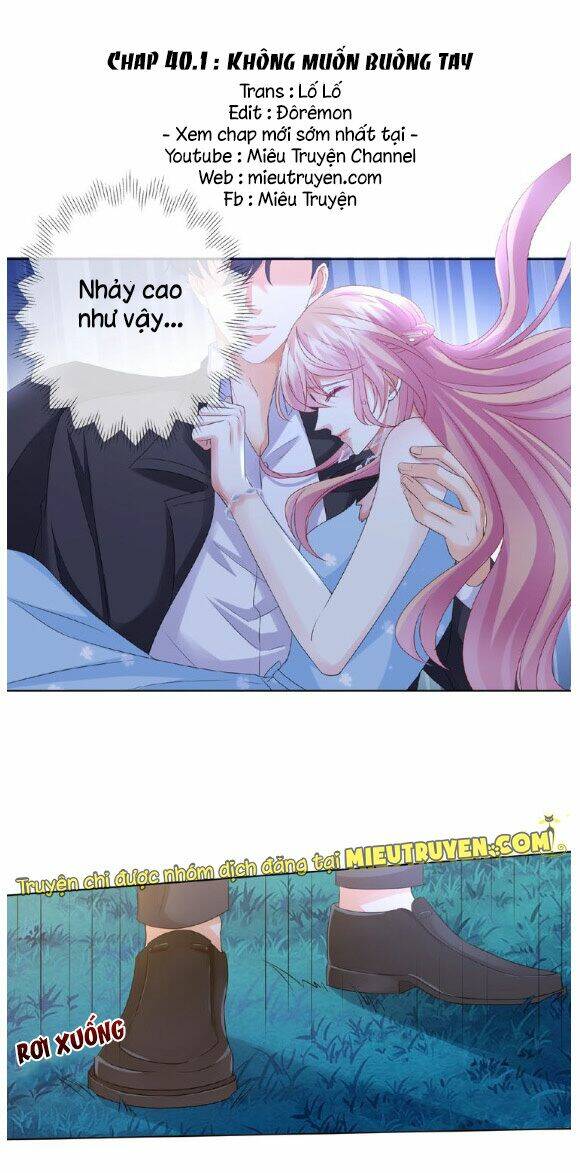 Chap 40.1 : Không muốn buông tay
Trans : Lố Lố
Edit : Đôrêmon
- Xem chap mới sớm nhất tại -
Youtube : Miêu Truyện Channel
Web : mieutruyen.com
Fb : Miêu Truyện
Nhảy cao
như vậy...
Truyện chỉ được nhóm dịch đăng tại MIEUTRUYEN.COM
RƠI XUỐNG